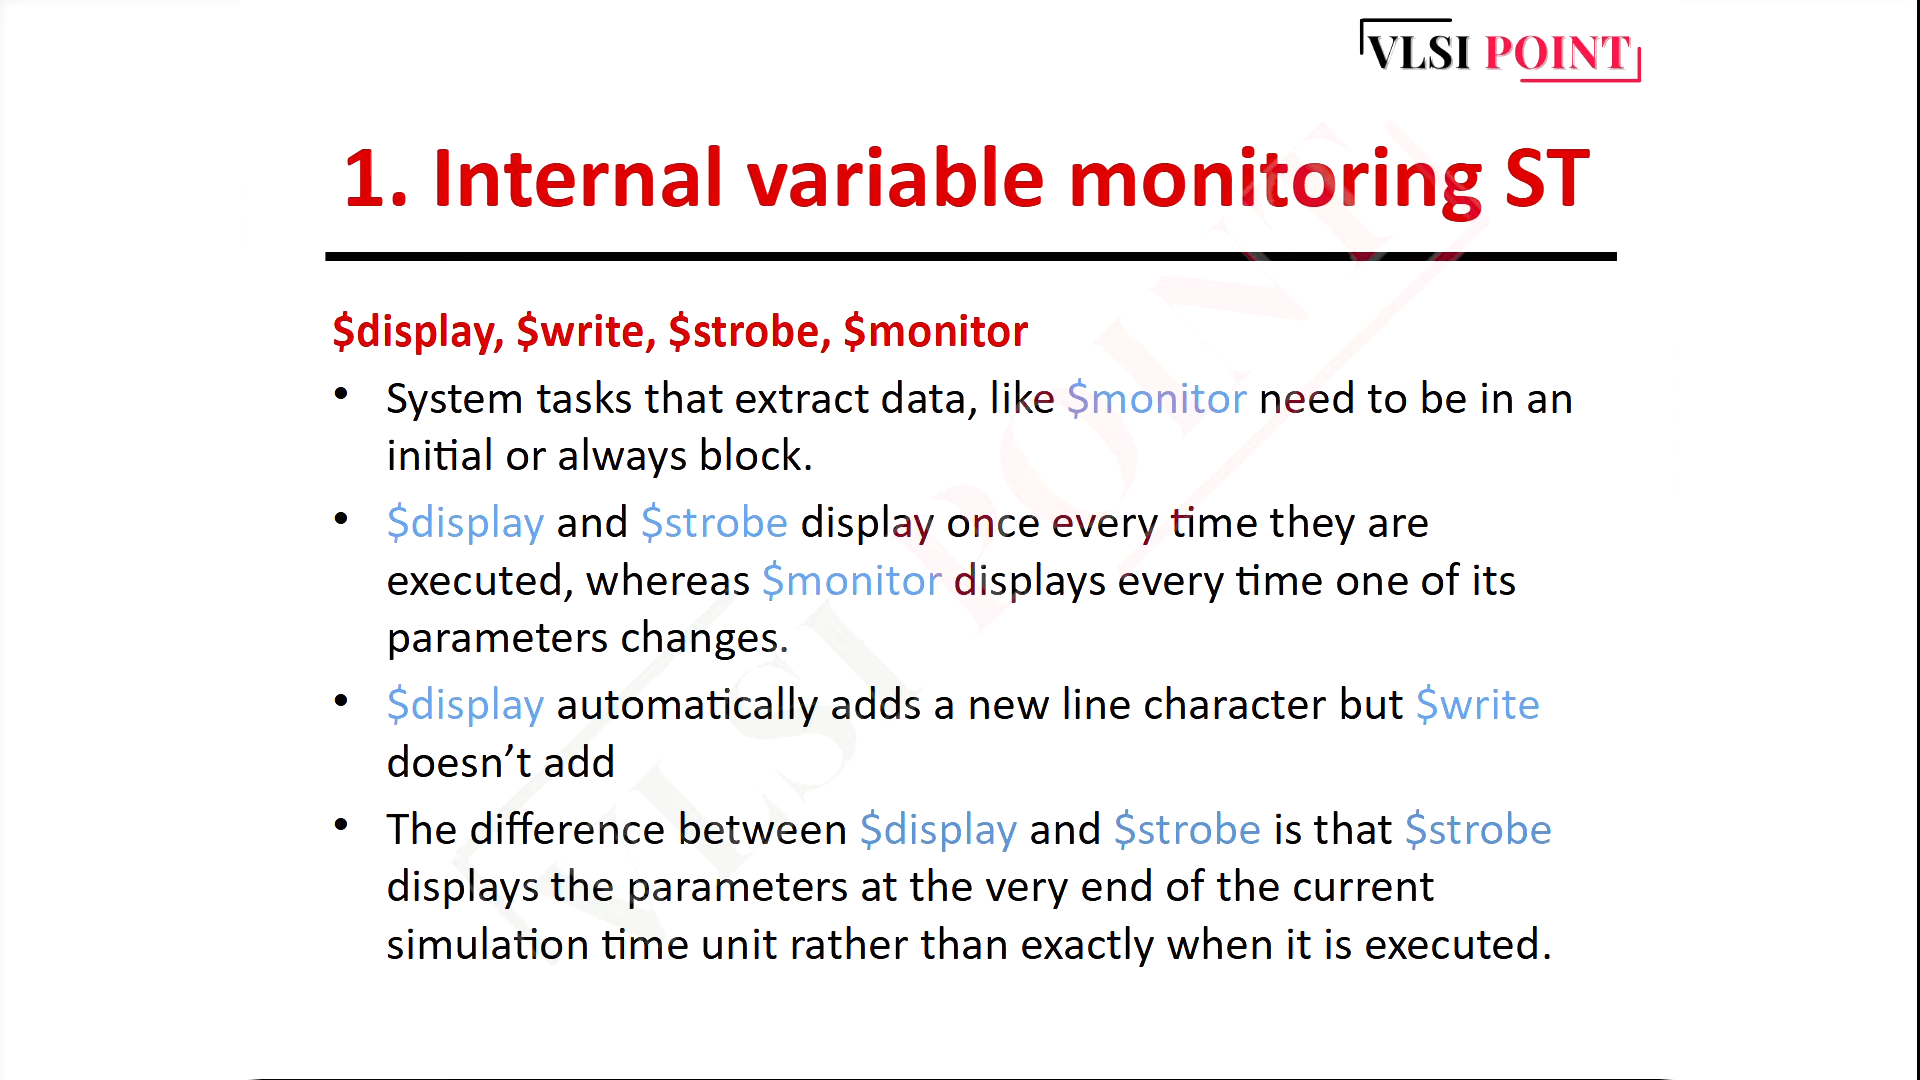 VLSI POINT
1. Internal variable monitoring ST
$display, $write, $strobe, $monitor
• System tasks that extract data, like $monitor need to be in an
initial or always block.
• $display and $strobe display once every time they are
executed, whereas $monitor displays every time one of its
parameters changes.
• $display automatically adds a new line character but $write
doesn’t add
• The difference between $display and $strobe is that $strobe
displays the parameters at the very end of the current
simulation time unit rather than exactly when it is executed.
VLSI POINT